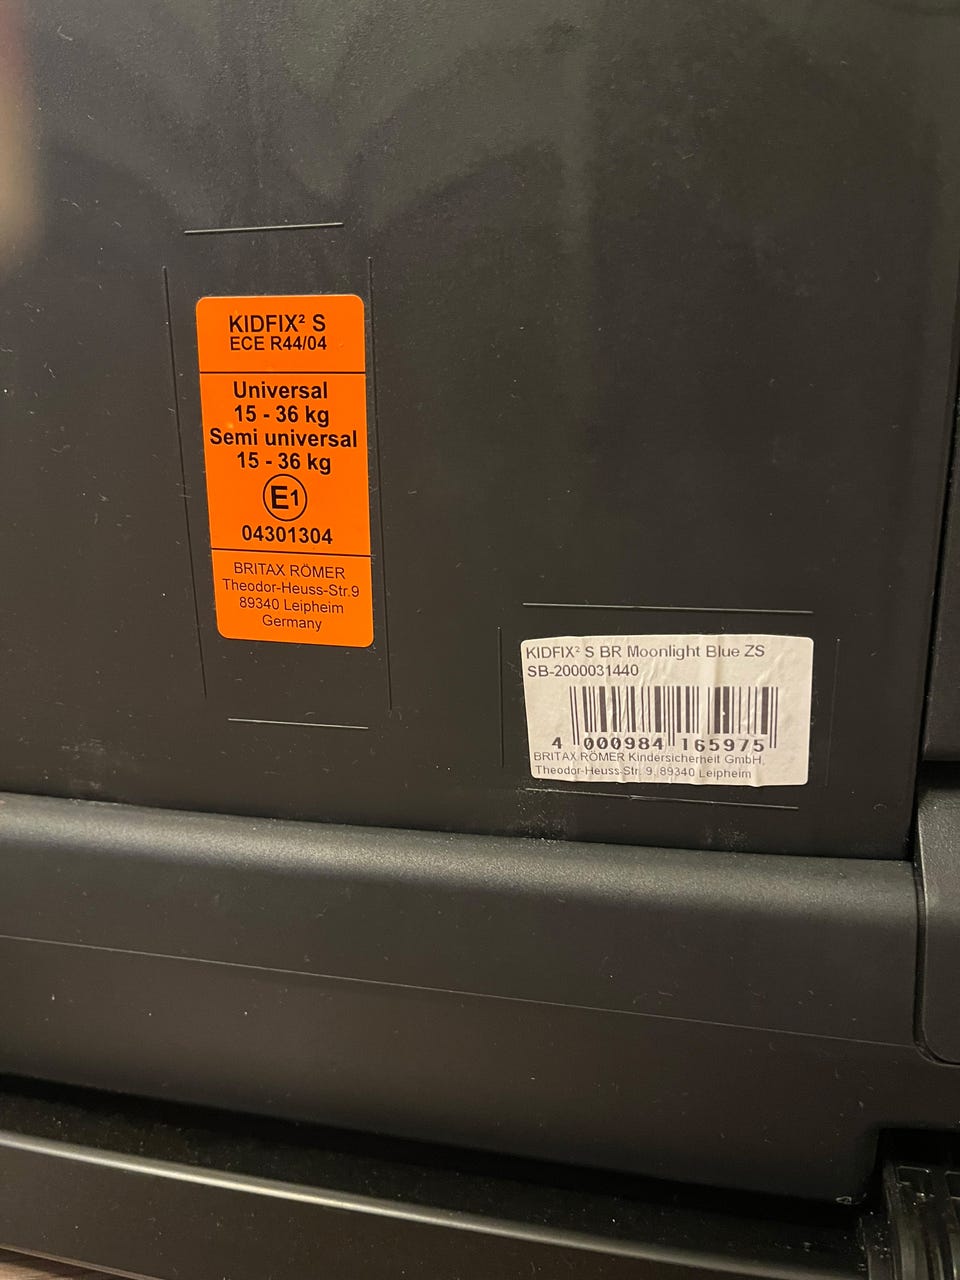 KIDFIX² S
ECE R44/04
Universal
15 - 36 kg
Semi universal
15 - 36 kg
E1
04301304
BRITAX RÖMER
Theodor-Heuss-Str.9
89340 Leipheim
Germany
KIDFIX² S BR Moonlight Blue ZS
SB-2000031440
4 000984 165975
BRITAX RÖMER Kindersicherheit GmbH,
Theodor-Heuss-Str. 9, 89340 Leipheim